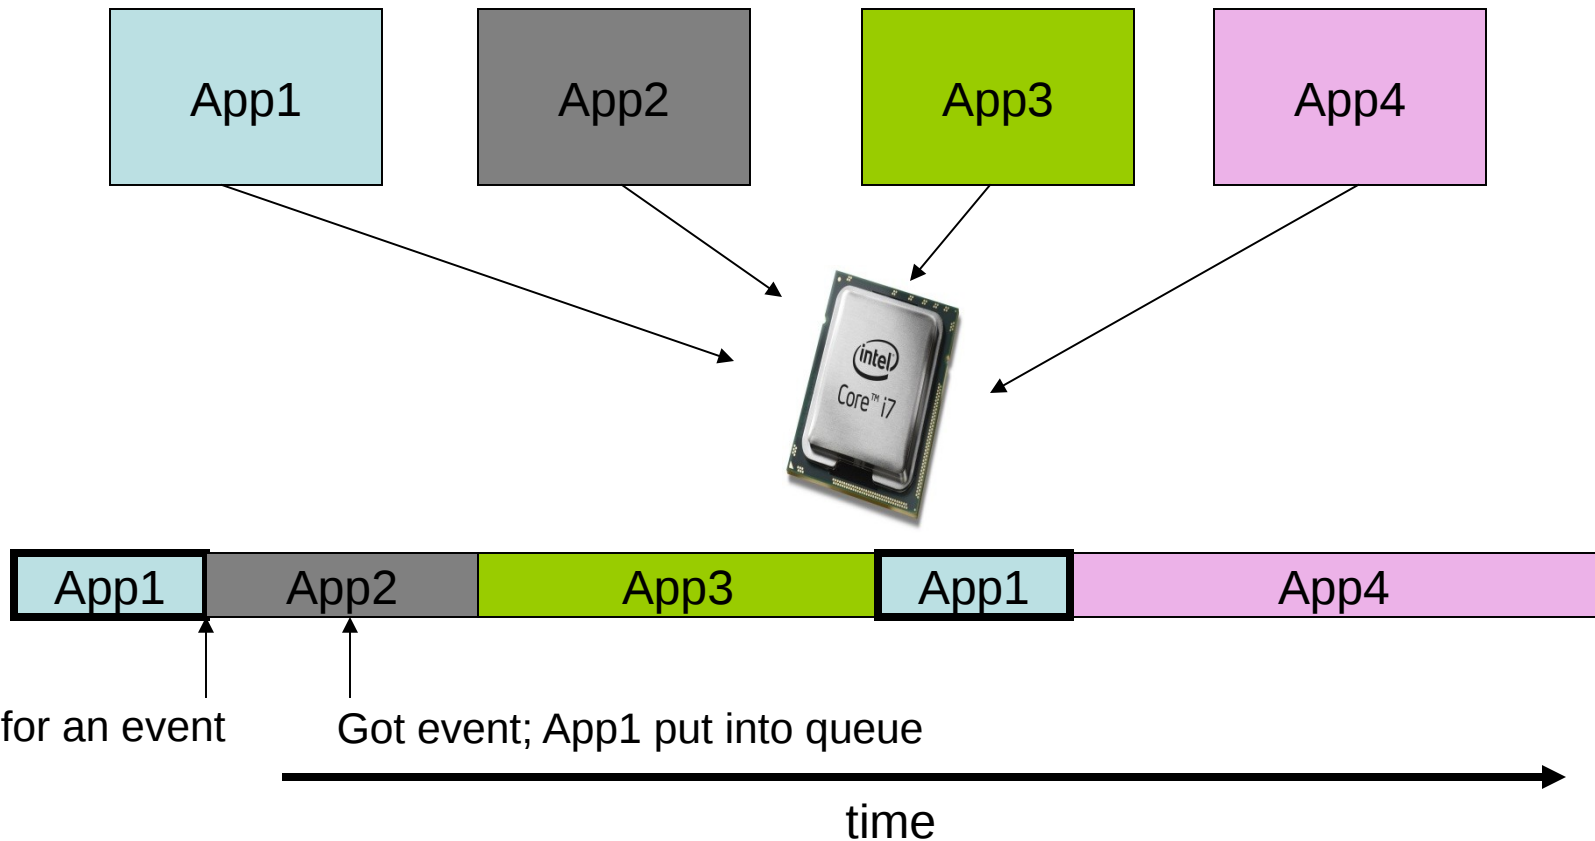 App1
App2
App3
App4
intel
Core™ i7
App1
App2
App3
App1
App4
for an event
Got event; App1 put into queue
time